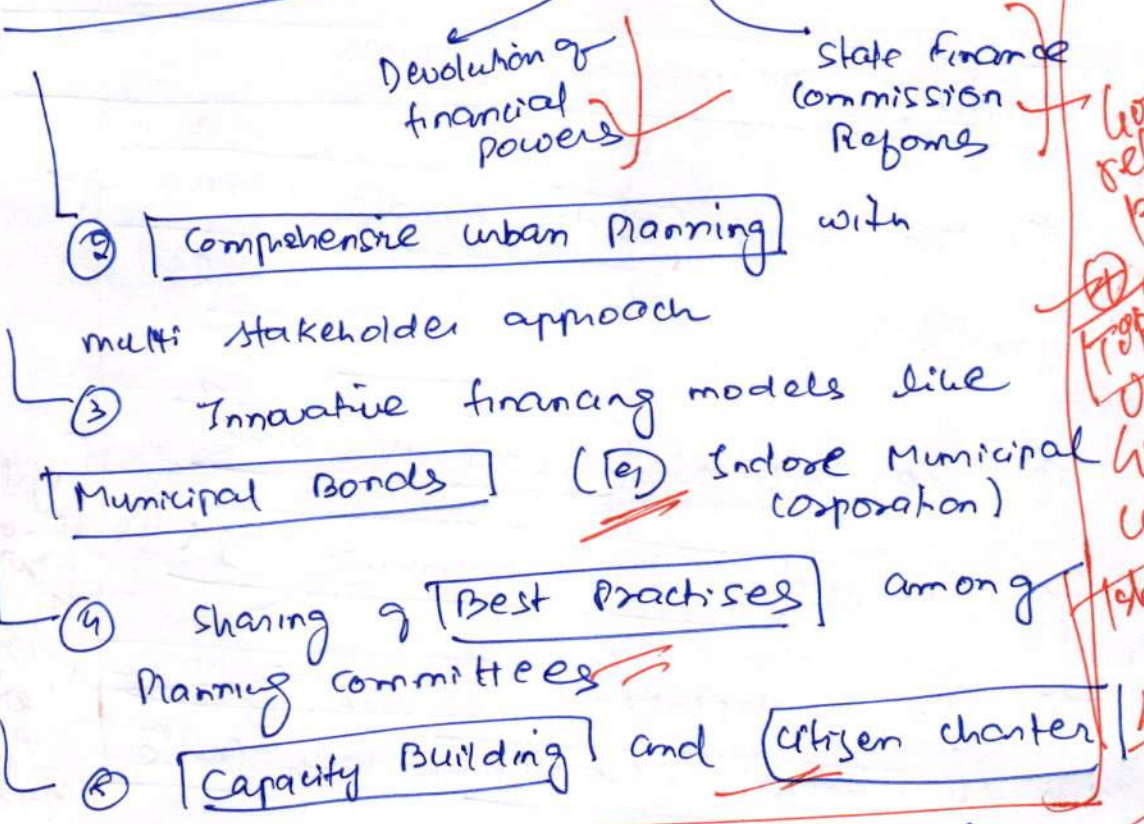 Devolution of
financial
powers
State Finance
Commission
Reforms
② Comprehensive urban Planning with
multi stakeholder approach
③ Innovative financing models like
Municipal Bonds (eg Indore Municipal
corporation)
④ Sharing of Best Practises among
Planning committees
⑤ Capacity Building and Citizen charter